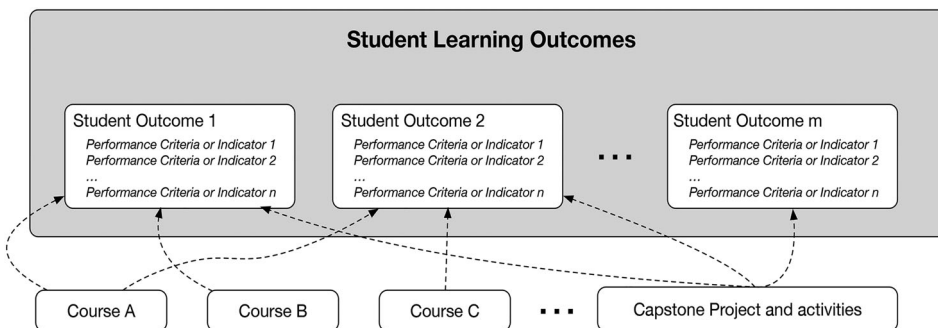 Student Learning Outcomes
Student Outcome 1
Performance Criteria or Indicator 1
Performance Criteria or Indicator 2
...
Performance Criteria or Indicator n
Student Outcome 2
Performance Criteria or Indicator 1
Performance Criteria or Indicator 2
...
Performance Criteria or Indicator n
...
Student Outcome m
Performance Criteria or Indicator 1
Performance Criteria or Indicator 2
...
Performance Criteria or Indicator n
Course A
Course B
Course C
...
Capstone Project and activities